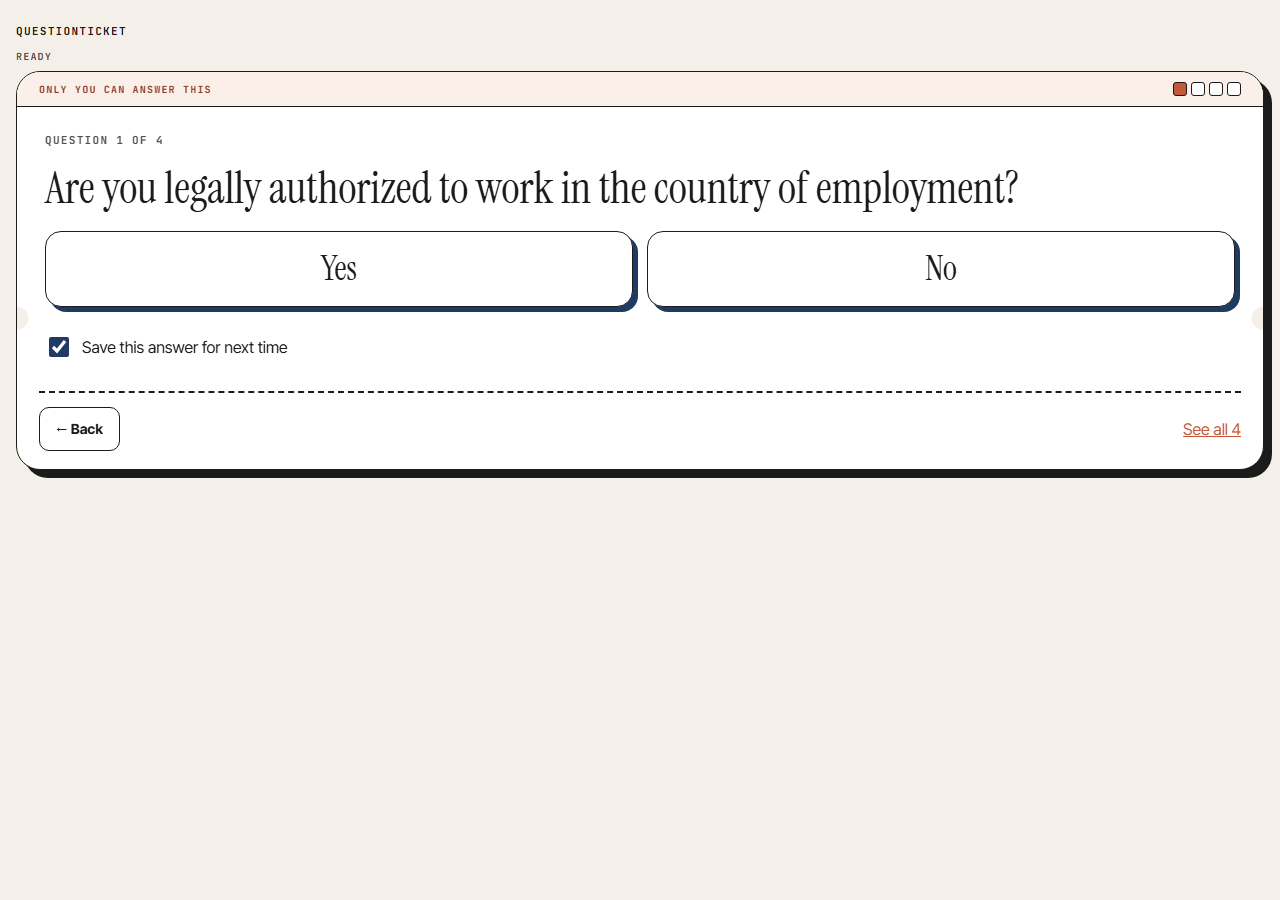 QUESTIONTICKET
READY
ONLY YOU CAN ANSWER THIS
QUESTION 1 OF 4
Are you legally authorized to work in the country of employment?
Yes
No
Save this answer for next time
← Back
See all 4